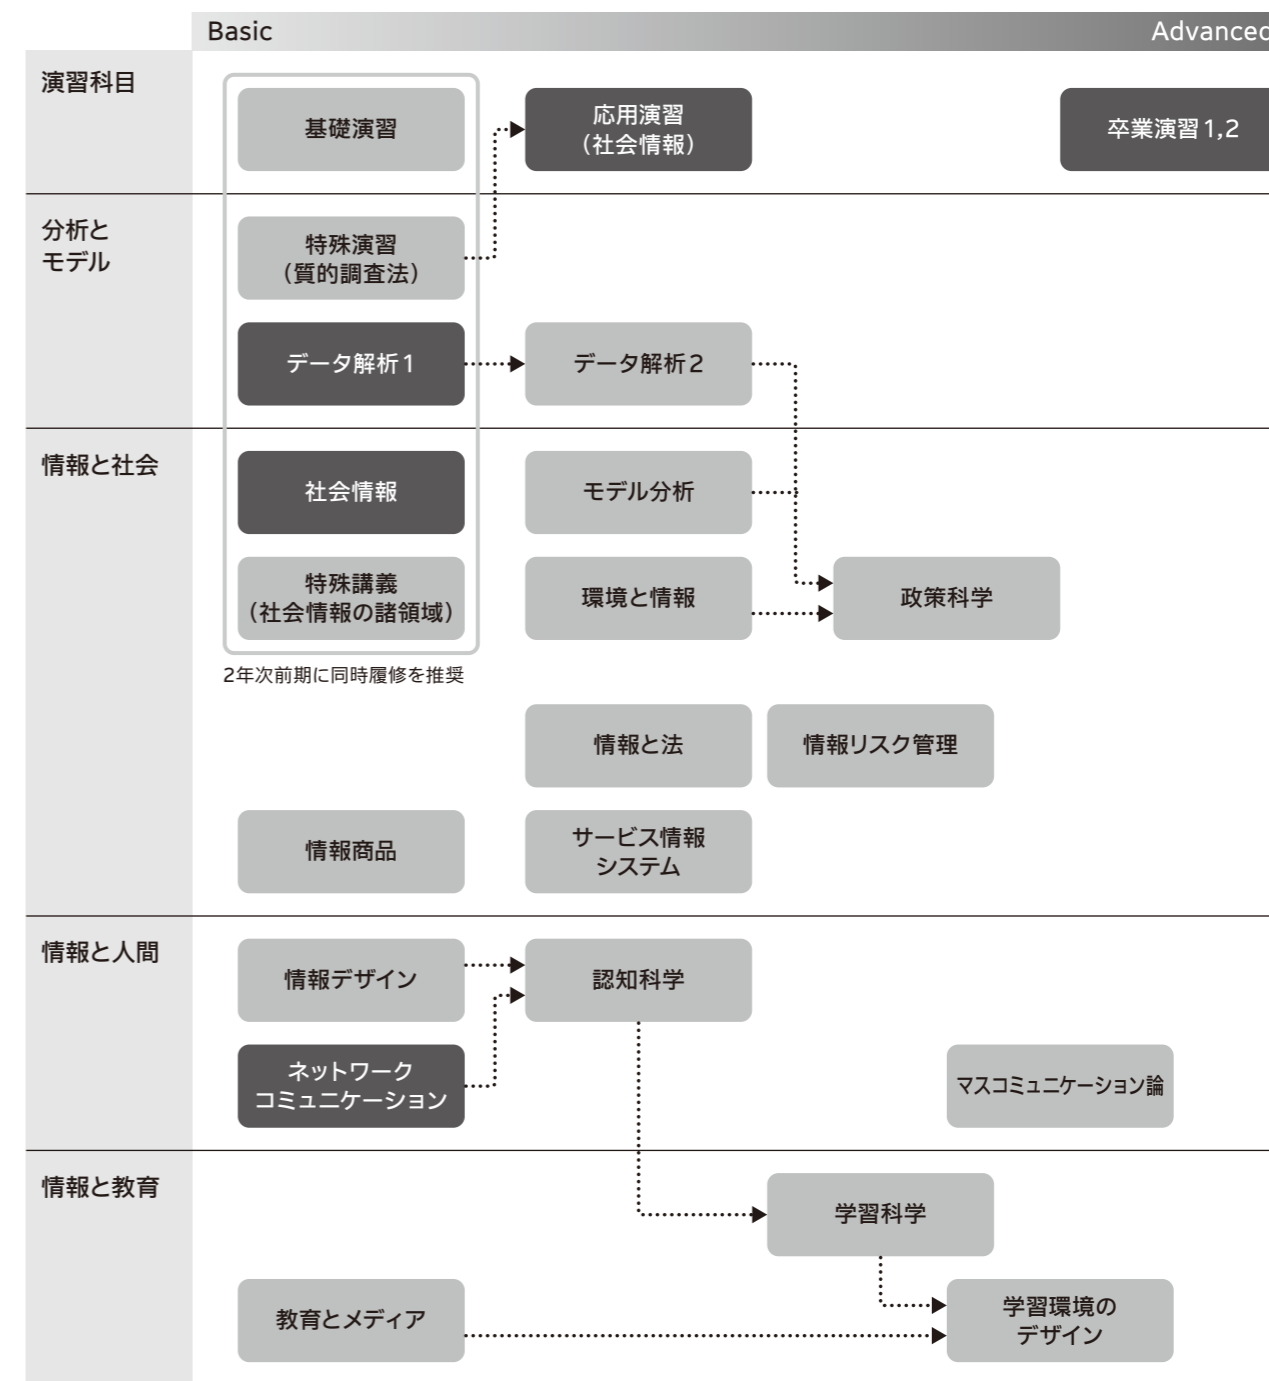 Basic
Advanced
演習科目
基礎演習
応用演習
（社会情報）
卒業演習1,2
分析と
モデル
特殊演習
（質的調査法）
データ解析1
データ解析2
情報と社会
社会情報
モデル分析
特殊講義
（社会情報の諸領域）
環境と情報
政策科学
2年次前期に同時履修を推奨
情報と法
情報リスク管理
情報商品
サービス情報
システム
情報と人間
情報デザイン
認知科学
ネットワーク
コミュニケーション
マスコミュニケーション論
情報と教育
学習科学
教育とメディア
学習環境の
デザイン